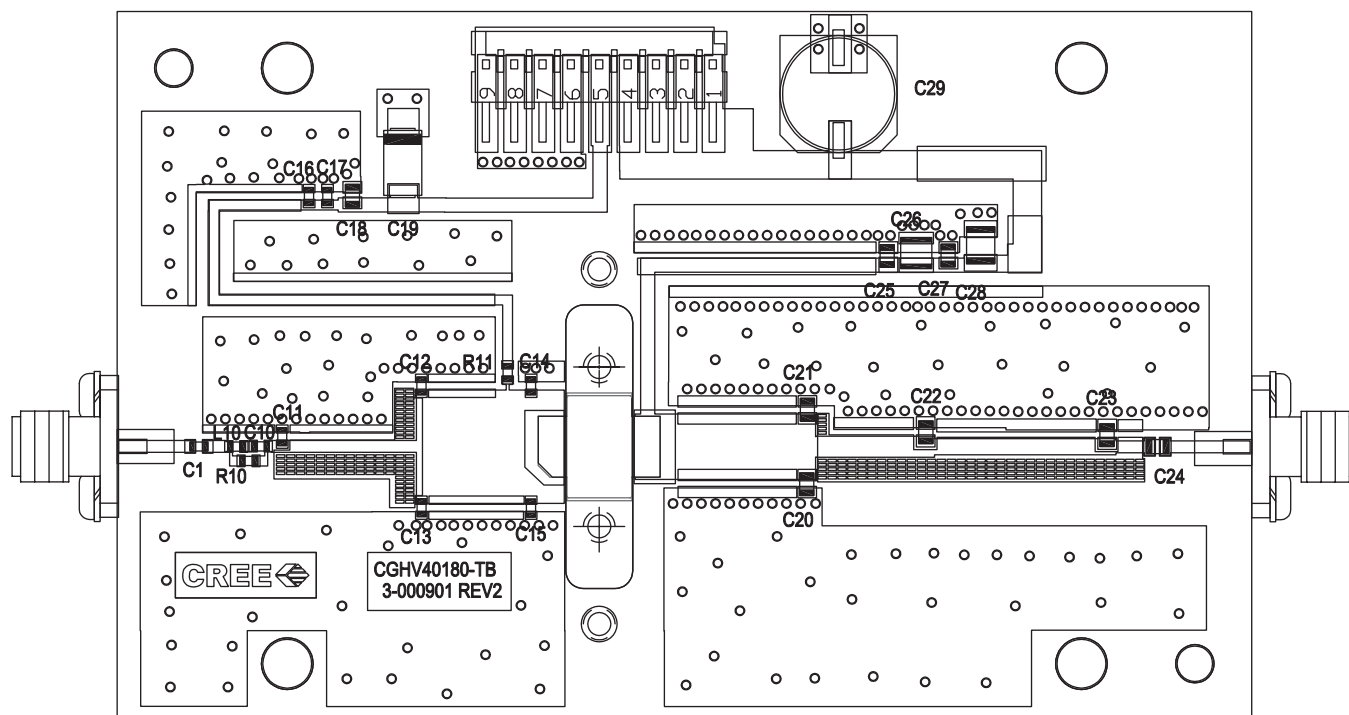 9 8 7 6 5 4 3 2 1
C29
C16 C17
C18 C19
C26
C25 C27 C28
C12 R11 C14
C21
C11
C22 C23
L10 C10
C1
R10
C24
C13 C15
C20
CREE
CGHV40180-TB
3-000901 REV2